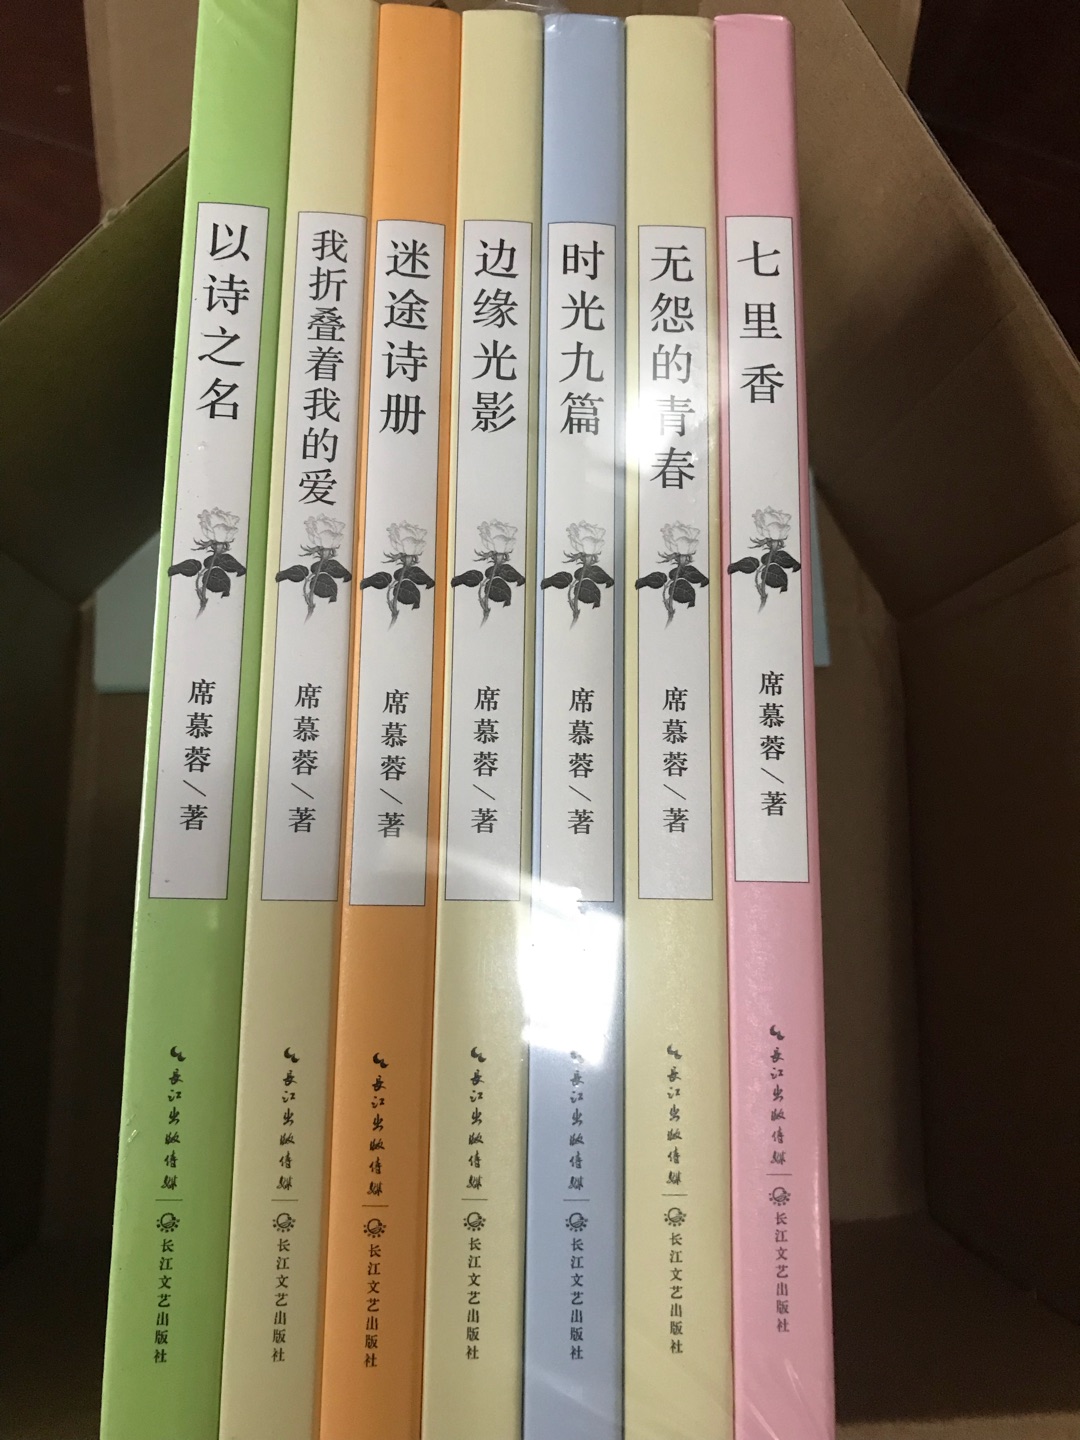 以诗之名
席慕蓉/著
长江出版传媒
长江文艺出版社
我折叠着我的爱
席慕蓉/著
长江出版传媒
长江文艺出版社
迷途诗册
席慕蓉/著
长江出版传媒
长江文艺出版社
边缘光影
席慕蓉/著
长江出版传媒
长江文艺出版社
时光九篇
席慕蓉/著
长江出版传媒
长江文艺出版社
无怨的青春
席慕蓉/著
长江出版传媒
长江文艺出版社
七里香
席慕蓉/著
长江出版传媒
长江文艺出版社